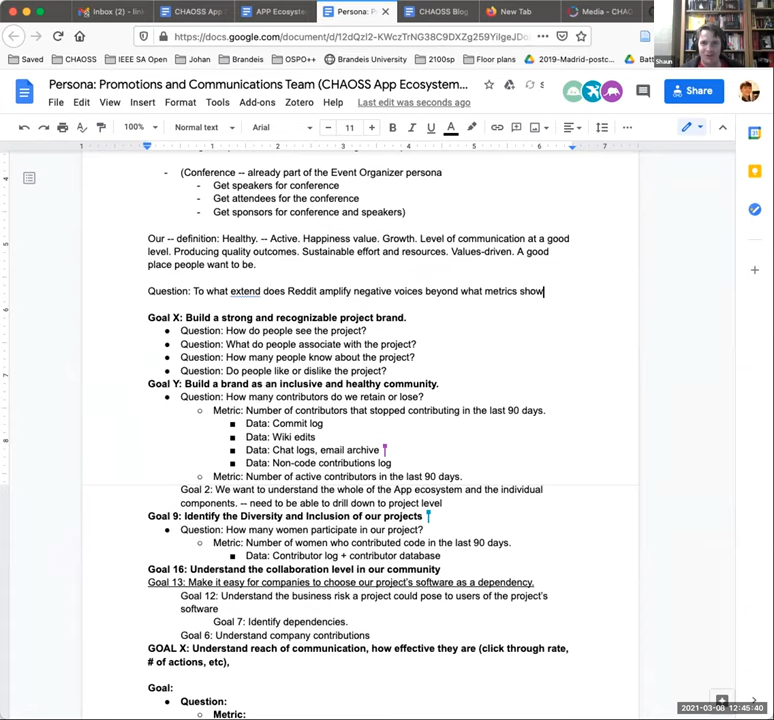 Inbox (2) - lin
CHAOSS App
APP Ecosyste
Persona: P
CHAOSS Blog
New Tab
Media - CHAO
https://docs.google.com/document/d/12dQzI2-KWczTrNG38C9DXZg259YiIgeJDo
Saved
CHAOSS
IEEE SA Open
Johan
Brandeis
Brandeis OpenIPU++
2100sp
Floor plans
2019-Madrid-postc...
Batt
Shaun
Persona: Promotions and Communications Team (CHAOSS App Ecosystem...
Share
File Edit View Insert Format Tools Add-ons Zotero Help Last edit was seconds ago
100% Normal text Arial 11 B I U A
1 1 2 3 4 5 6 7
- (Conference -- already part of the Event Organizer persona
- Get speakers for conference
- Get attendees for the conference
- Get sponsors for conference and speakers)
Our -- definition: Healthy. -- Active. Happiness value. Growth. Level of communication at a good
level. Producing quality outcomes. Sustainable effort and resources. Values-driven. A good
place people want to be.
Question: To what extend does Reddit amplify negative voices beyond what metrics show
Goal X: Build a strong and recognizable project brand.
● Question: How do people see the project?
● Question: What do people associate with the project?
● Question: How many people know about the project?
● Question: Do people like or dislike the project?
Goal Y: Build a brand as an inclusive and healthy community.
● Question: How many contributors do we retain or lose?
○ Metric: Number of contributors that stopped contributing in the last 90 days.
■ Data: Commit log
■ Data: Wiki edits
■ Data: Chat logs, email archive
■ Data: Non-code contributions log
○ Metric: Number of active contributors in the last 90 days.
Goal 2: We want to understand the whole of the App ecosystem and the individual
components. -- need to be able to drill down to project level
Goal 9: Identify the Diversity and Inclusion of our projects
● Question: How many women participate in our project?
○ Metric: Number of women who contributed code in the last 90 days.
■ Data: Contributor log + contributor database
Goal 16: Understand the collaboration level in our community
Goal 13: Make it easy for companies to choose our project's software as a dependency.
Goal 12: Understand the business risk a project could pose to users of the project's
software
Goal 7: Identify dependencies.
Goal 6: Understand company contributions
GOAL X: Understand reach of communication, how effective they are (click through rate,
# of actions, etc),
Goal:
● Question:
○ Metric:
2021-03-08 12:45:40